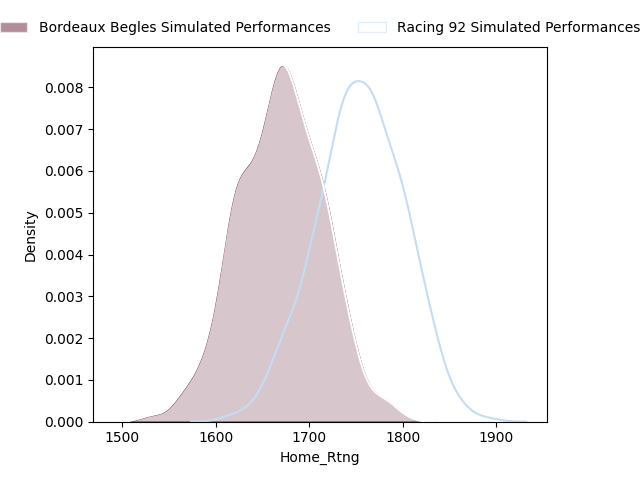 Bordeaux Begles Simulated Performances
Racing 92 Simulated Performances
0.008
0.007
0.006
0.005
0.004
0.003
0.002
0.001
0.000
Density
1500 1600 1700 1800 1900
Home_Rtng